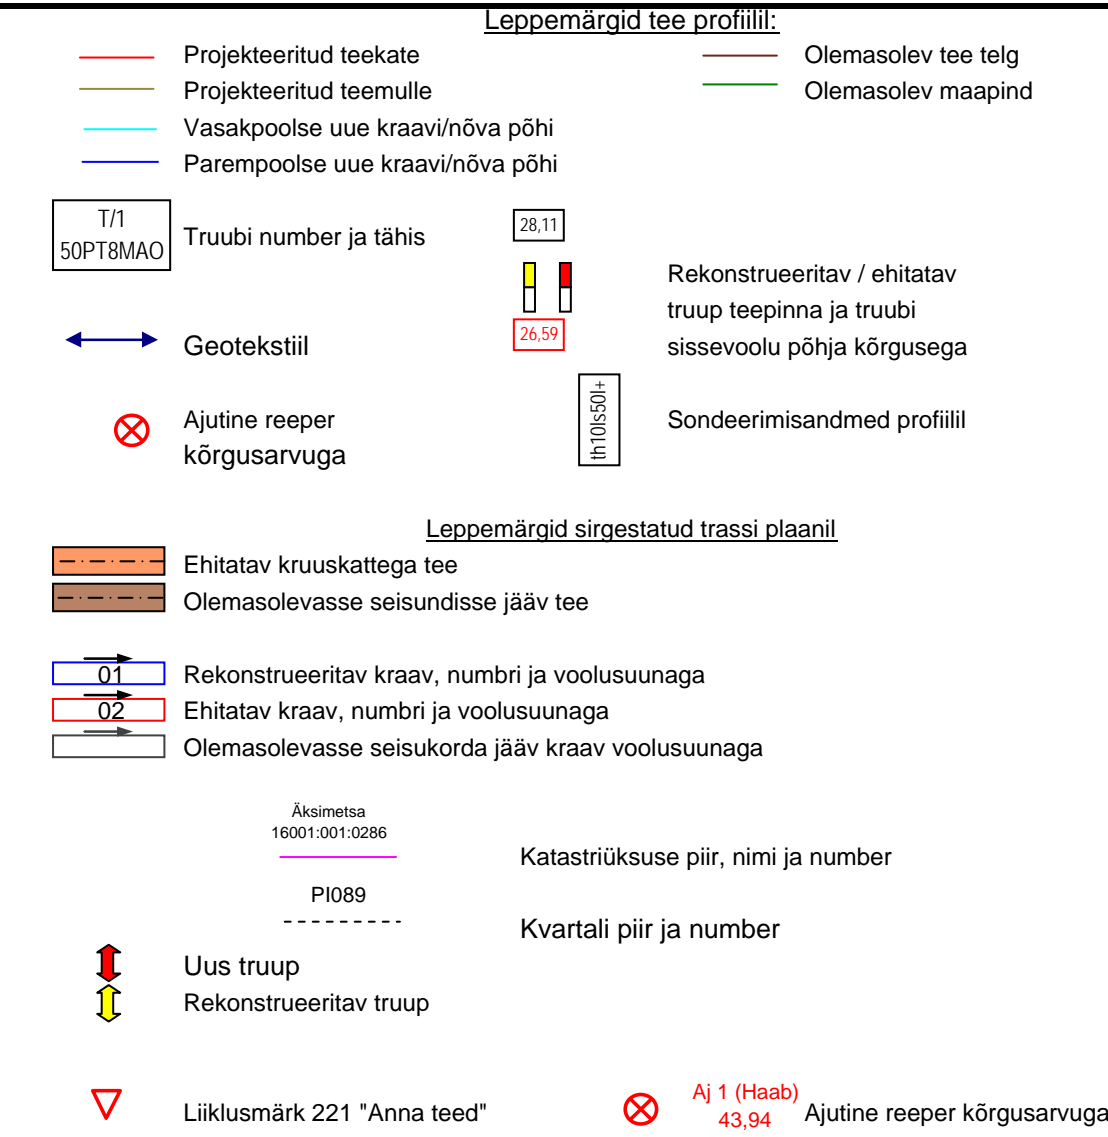 Leppemärgid tee profiilil:
Projekteeritud teekate
Olemasolev tee telg
Projekteeritud teemulle
Olemasolev maapind
Vasakpoolse uue kraavi/nõva põhi
Parempoolse uue kraavi/nõva põhi
T/1
50PT8MAO
Truubi number ja tähis
28,11
26,59
Rekonstrueeritav / ehitatav
truup teepinna ja truubi
sissevoolu põhja kõrgusega
Geotekstiil
Ajutine reeper
kõrgusarvuga
th10ls50l+
Sondeerimisandmed profiilil
Leppemärgid sirgestatud trassi plaanil
Ehitatav kruuskattega tee
Olemasolevasse seisundisse jääv tee
01
Rekonstrueeritav kraav, numbri ja voolusuunaga
02
Ehitatav kraav, numbri ja voolusuunaga
Olemasolevasse seisukorda jääv kraav voolusuunaga
Äksimetsa
16001:001:0286
Katastriüksuse piir, nimi ja number
PI089
Kvartali piir ja number
Uus truup
Rekonstrueeritav truup
Liiklusmärk 221 "Anna teed"
Aj 1 (Haab)
43,94
Ajutine reeper kõrgusarvuga